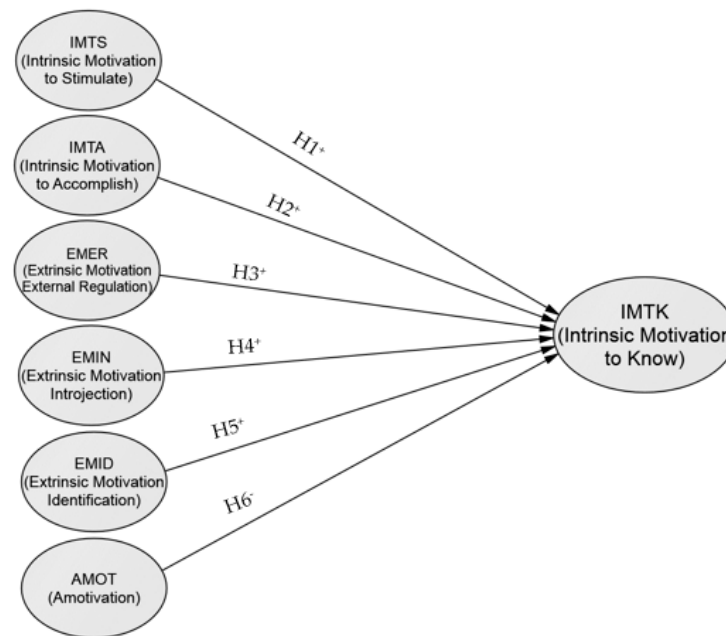 IMTS
(Intrinsic Motivation
to Stimulate)
H1⁺
IMTA
(Intrinsic Motivation
to Accomplish)
H2⁺
EMER
(Extrinsic Motivation
External Regulation)
H3⁺
IMTK
(Intrinsic Motivation
to Know)
EMIN
(Extrinsic Motivation
Introjection)
H4⁺
EMID
(Extrinsic Motivation
Identification)
H5⁺
H6⁻
AMOT
(Amotivation)